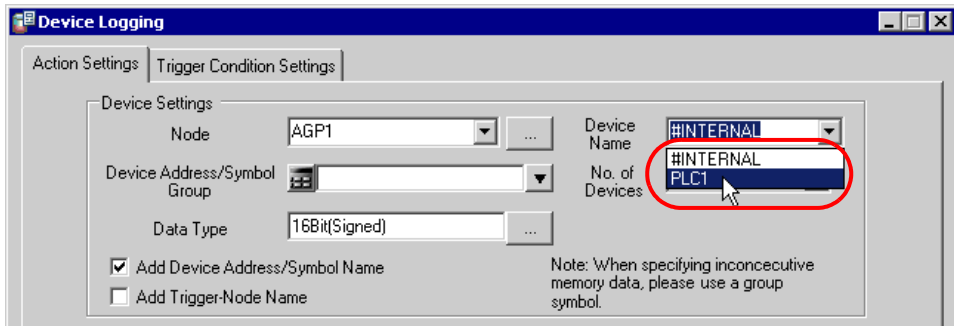 Device Logging
Action Settings
Trigger Condition Settings
Device Settings
Node
AGP1
...
Device Name
#INTERNAL
#INTERNAL
PLC1
Device Address/Symbol Group
No. of Devices
Data Type
16Bit(Signed)
...
Add Device Address/Symbol Name
Add Trigger-Node Name
Note: When specifying inconcecutive
memory data, please use a group
symbol.